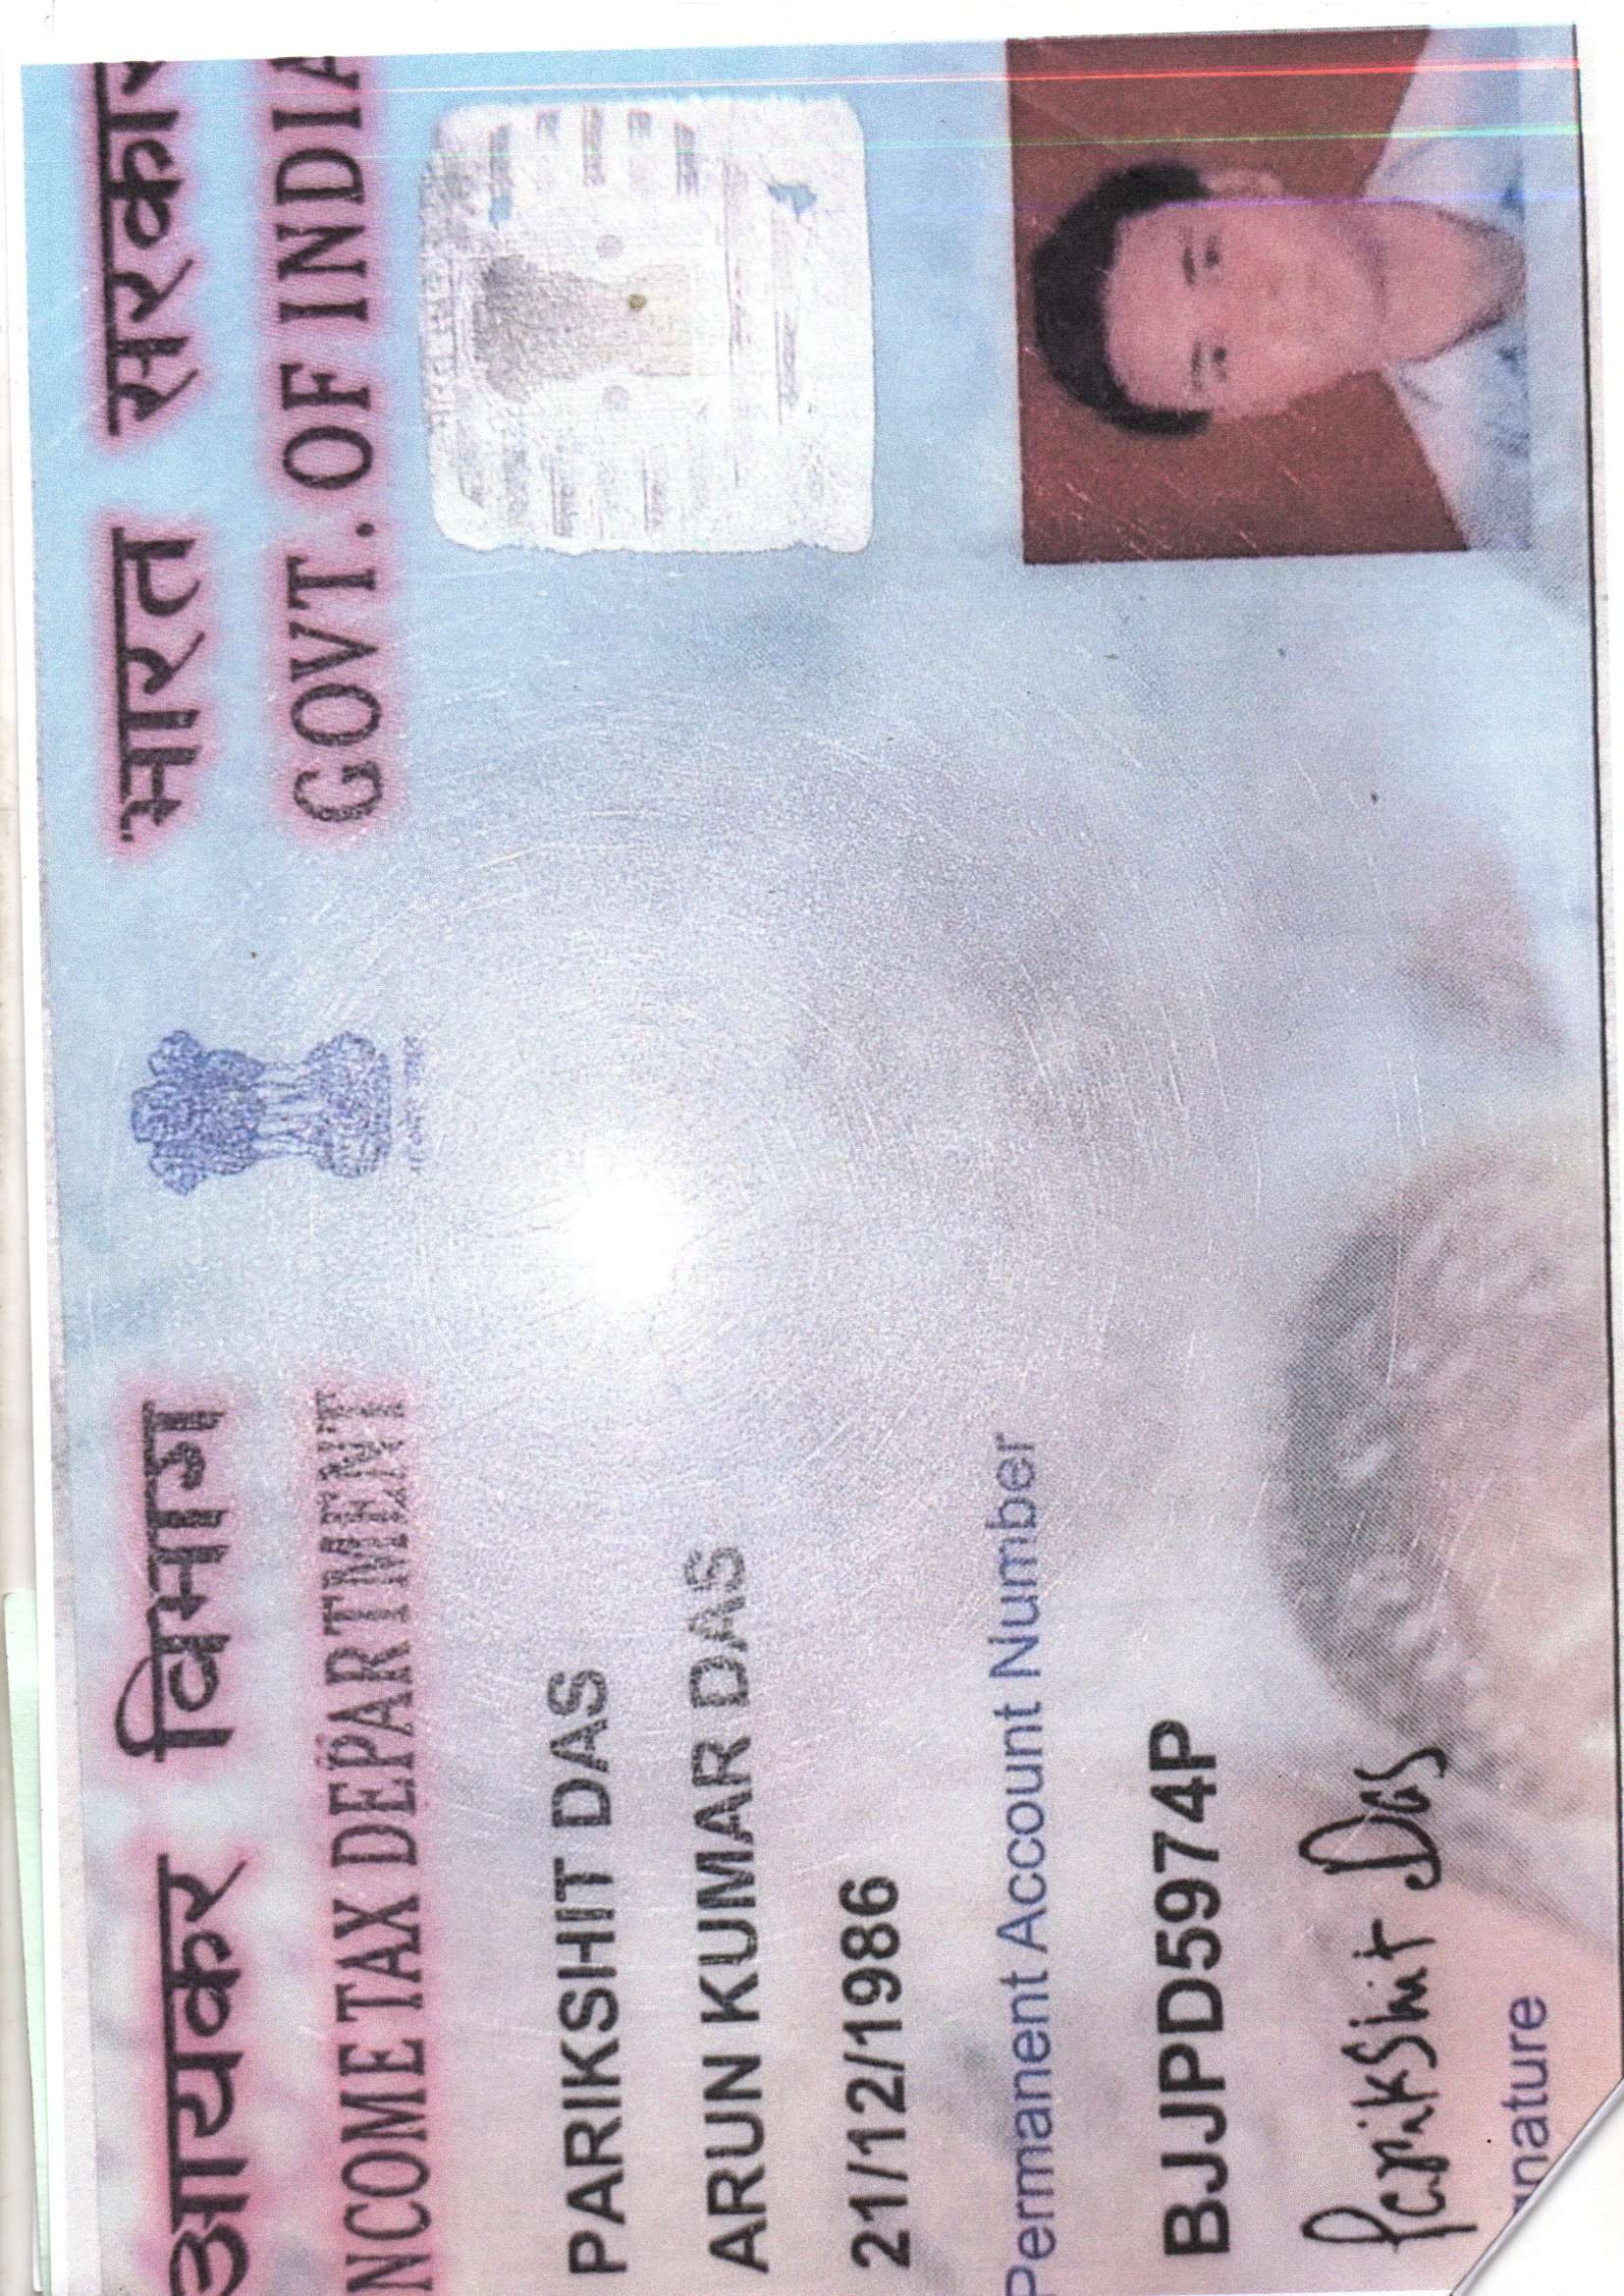 आयकर विभाग
NCOME TAX DEPARTMENT
भारत सरका
GOVT. OF INDIA
PARIKSHIT DAS
ARUN KUMAR DAS
21/12/1986
Permanent Account Number
BJJPD5974P
Parikshit Das
nature